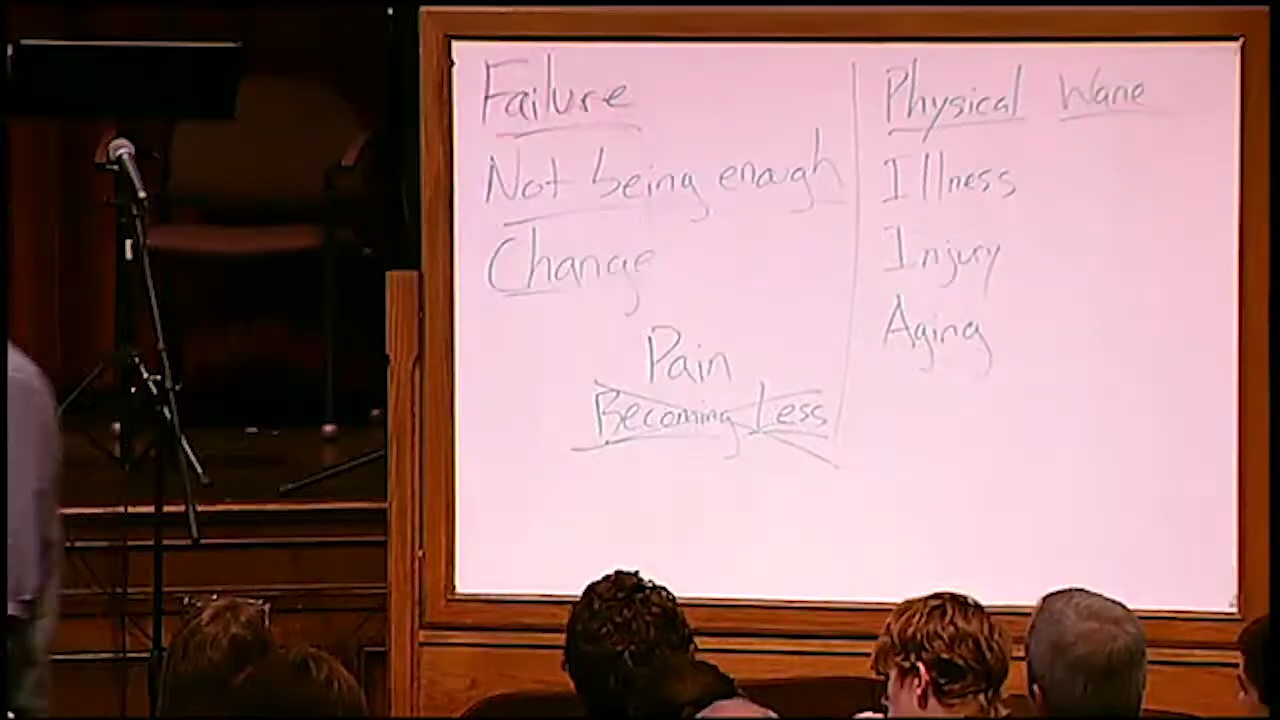 Failure
Not being enough
Change
Pain
Becoming Less
Physical Wane
Illness
Injury
Aging